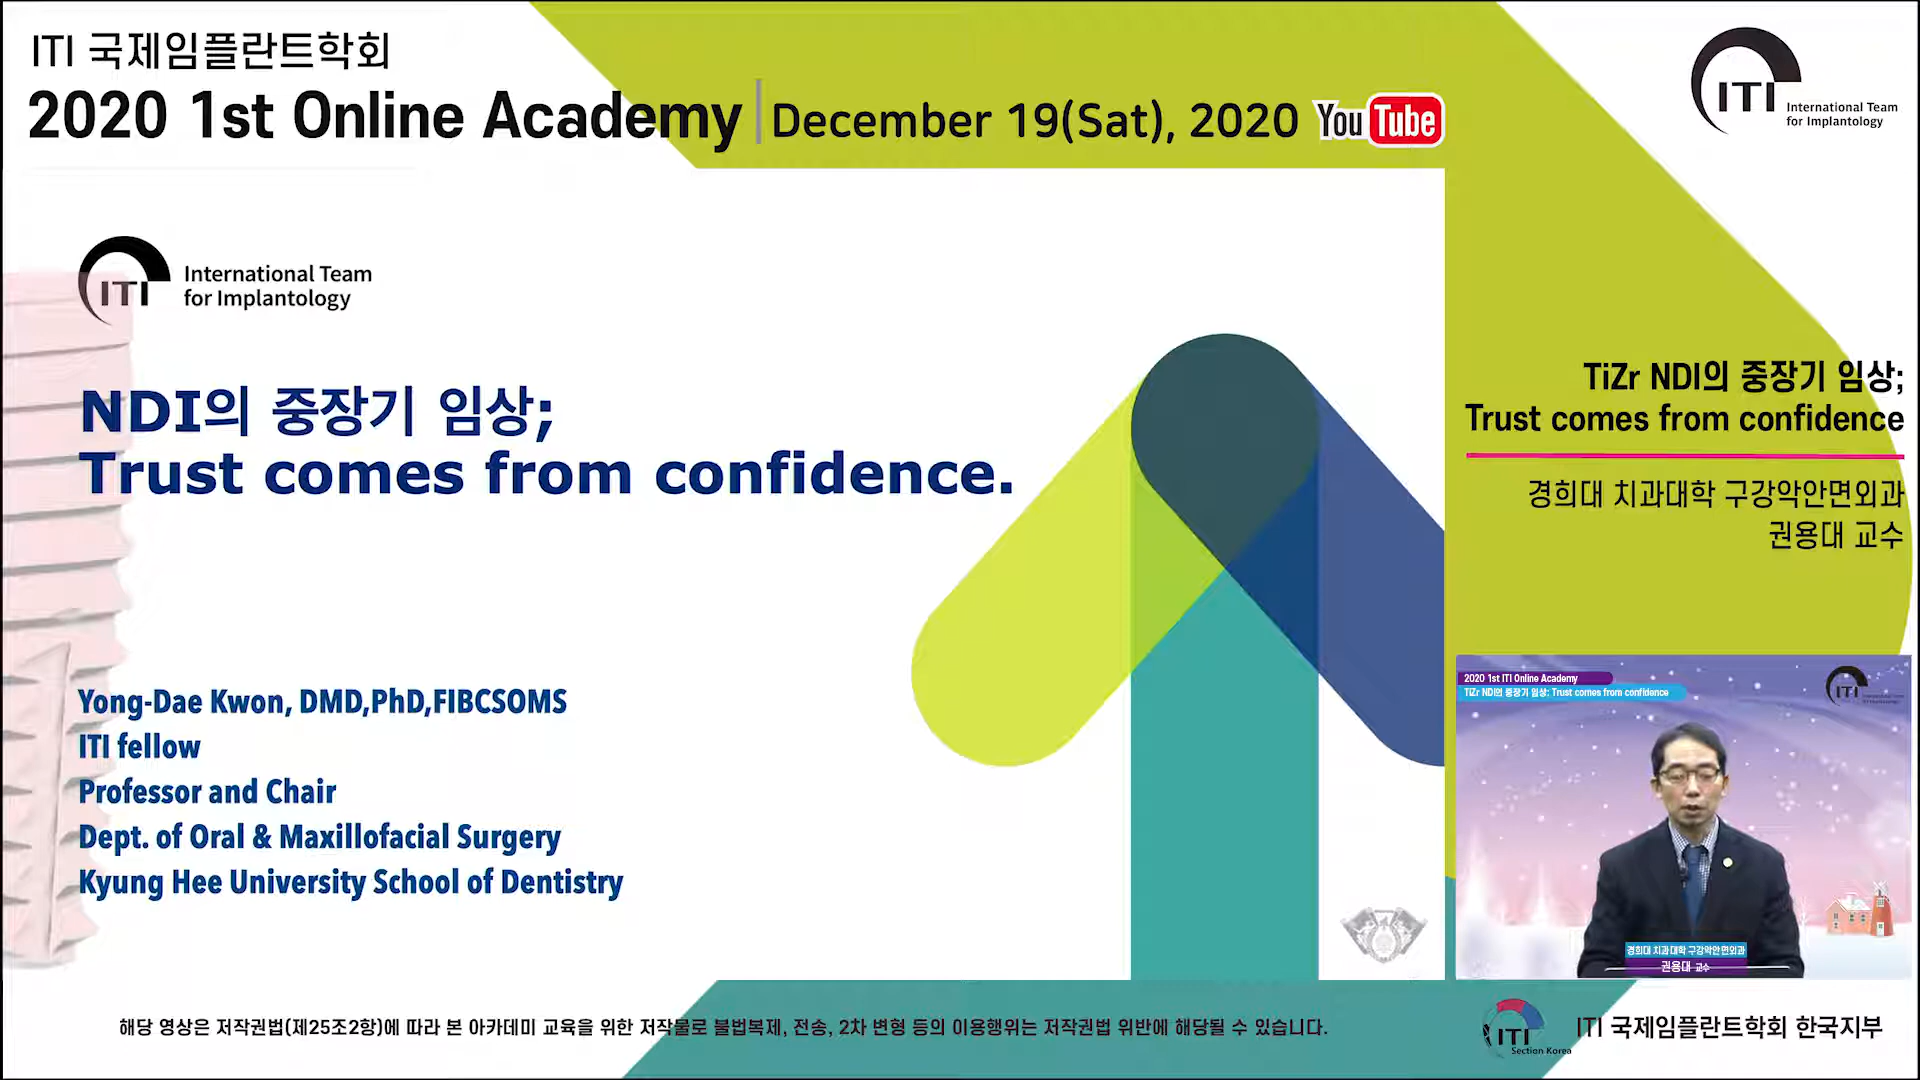 ITI 국제임플란트학회
2020 1st Online Academy
December 19(Sat), 2020 YouTube
ITI
International Team
for Implantology
ITI
International Team
for Implantology
NDI의 중장기 임상;
Trust comes from confidence.
Yong-Dae Kwon, DMD,PhD,FIBCSOMS
ITI fellow
Professor and Chair
Dept. of Oral & Maxillofacial Surgery
Kyung Hee University School of Dentistry
TiZr NDI의 중장기 임상;
Trust comes from confidence
경희대 치과대학 구강악안면외과
권용대 교수
2020 1st ITI Online Academy
TiZr NDI의 중장기 임상; Trust comes from confidence
ITI
경희대 치과대학 구강악안면외과
권용대 교수
해당 영상은 저작권법(제25조2항)에 따라 본 아카데미 교육을 위한 저작물로 불법복제, 전송, 2차 변형 등의 이용행위는 저작권법 위반에 해당될 수 있습니다.
ITI
Section Korea
ITI 국제임플란트학회 한국지부